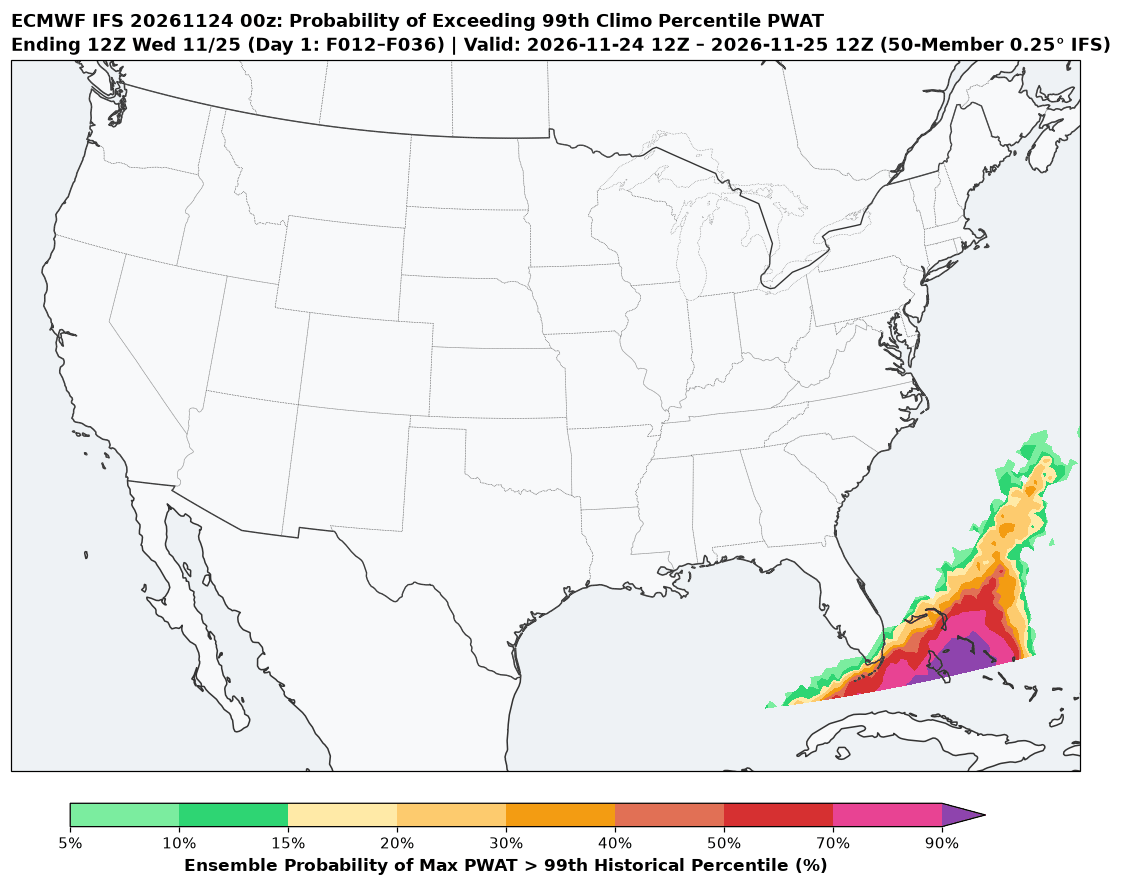 ECMWF IFS 20261124 00z: Probability of Exceeding 99th Climo Percentile PWAT
Ending 12Z Wed 11/25 (Day 1: F012–F036) | Valid: 2026-11-24 12Z – 2026-11-25 12Z (50-Member 0.25° IFS)
5% 10% 15% 20% 30% 40% 50% 70% 90%
Ensemble Probability of Max PWAT > 99th Historical Percentile (%)